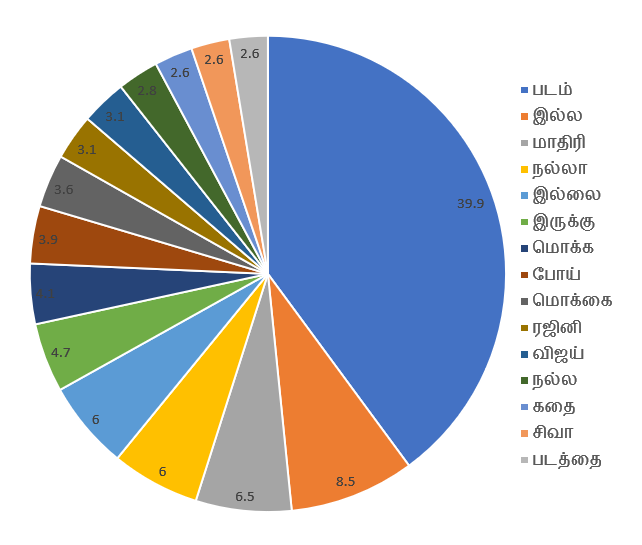 2.6
2.6
2.6
2.8
3.1
3.1
3.6
3.9
4.7
6
6
6.5
8.5
39.9
படம்
இல்ல
மாதிரி
நல்லா
இல்லை
இருக்கு
மொக்க
போய்
மொக்கை
ரஜினி
விஜய்
நல்ல
கதை
சிவா
படத்தை